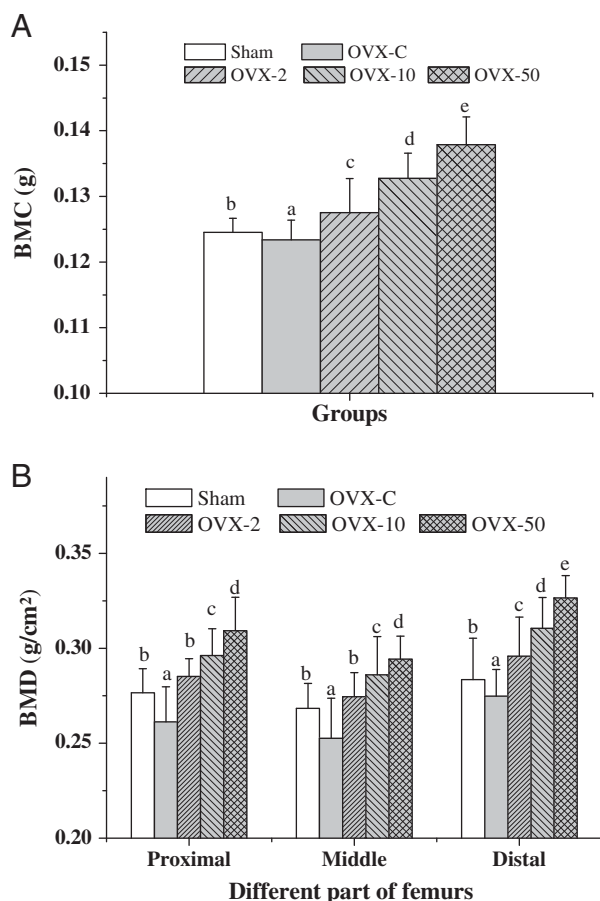 A
Sham OVX-C
OVX-2 OVX-10 OVX-50
0.15
0.14
0.13
0.12
0.11
0.10
BMC (g)
b a c d e
Groups
B
Sham OVX-C
OVX-2 OVX-10 OVX-50
0.35
0.30
0.25
0.20
BMD (g/cm²)
b a b c d
b a b c d
b a c d e
Proximal Middle Distal
Different part of femurs